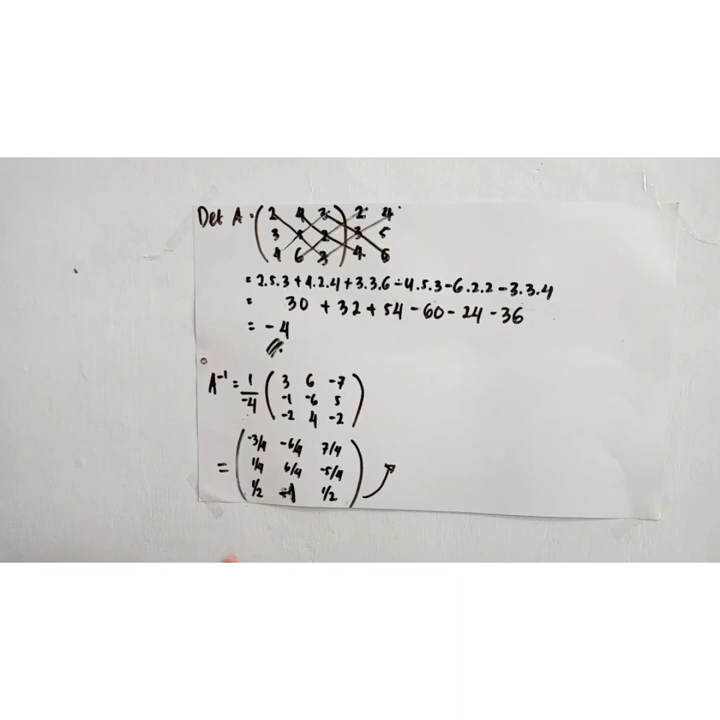 Det A = ( 2 4 3 ) 2 4
3 5 2 3 5
4 6 3 4 6
= 2.5.3 + 4.2.4 + 3.3.6 - 4.5.3 - 6.2.2 - 3.3.4
= 30 + 32 + 54 - 60 - 24 - 36
= -4
A⁻¹ = 1/-4 ( 3 6 -7
-1 -6 5
-2 4 -2 )
= ( -3/4 -6/4 7/4
1/4 6/4 -5/4
1/2 -1 1/2 )